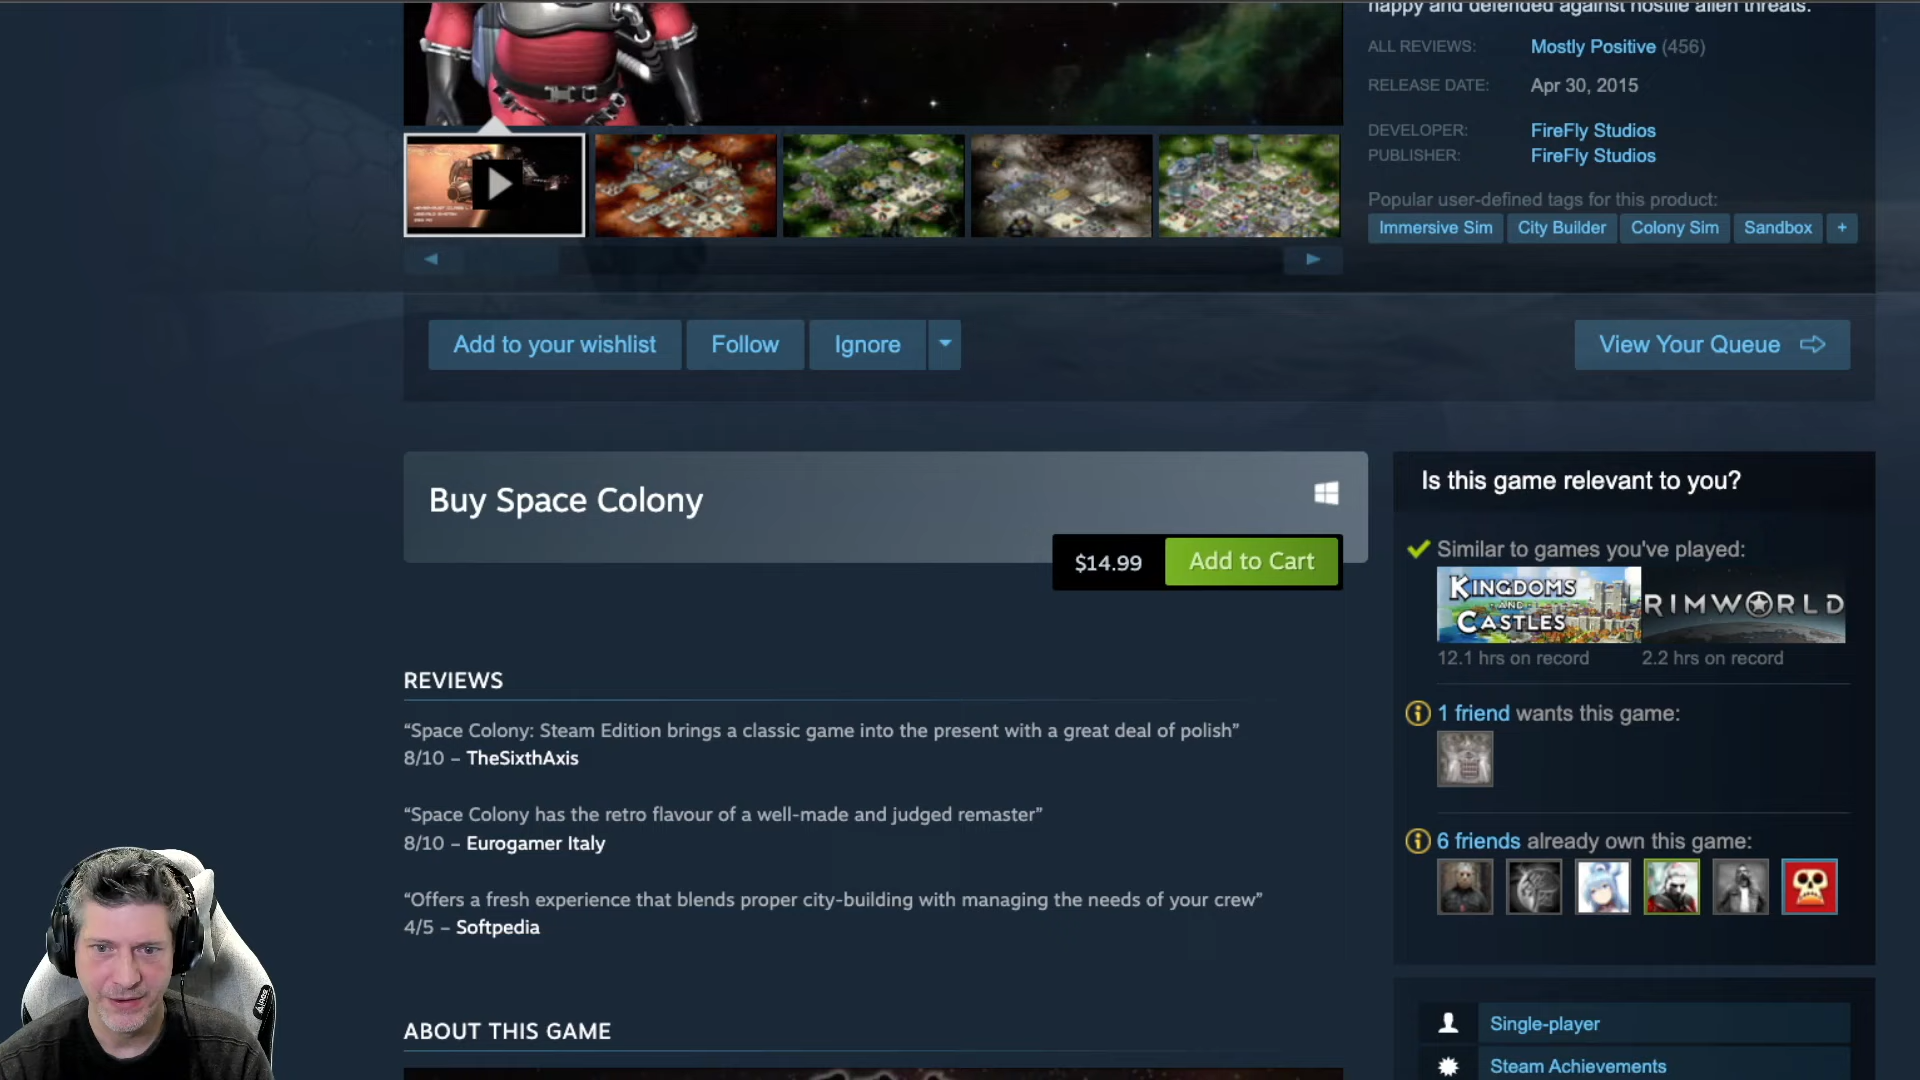 happy and defended against hostile alien threats.
ALL REVIEWS: Mostly Positive (456)
RELEASE DATE: Apr 30, 2015
DEVELOPER: FireFly Studios
PUBLISHER: FireFly Studios
Popular user-defined tags for this product:
Immersive Sim City Builder Colony Sim Sandbox +
Add to your wishlist Follow Ignore View Your Queue
Buy Space Colony
$14.99 Add to Cart
Is this game relevant to you?
Similar to games you've played:
KINGDOMS AND CASTLES
RIMWORLD
12.1 hrs on record 2.2 hrs on record
1 friend wants this game:
6 friends already own this game:
REVIEWS
“Space Colony: Steam Edition brings a classic game into the present with a great deal of polish”
8/10 – TheSixthAxis
“Space Colony has the retro flavour of a well-made and judged remaster”
8/10 – Eurogamer Italy
“Offers a fresh experience that blends proper city-building with managing the needs of your crew”
4/5 – Softpedia
ABOUT THIS GAME
Single-player
Steam Achievements